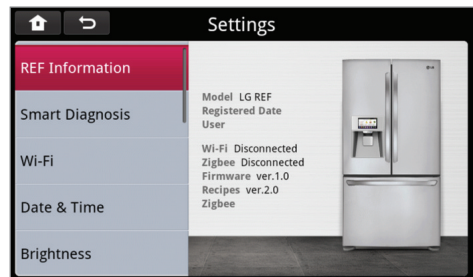 Settings
REF Information
Smart Diagnosis
Wi-Fi
Date & Time
Brightness
Model LG REF
Registered Date
User
Wi-Fi Disconnected
Zigbee Disconnected
Firmware ver.1.0
Recipes ver.2.0
Zigbee